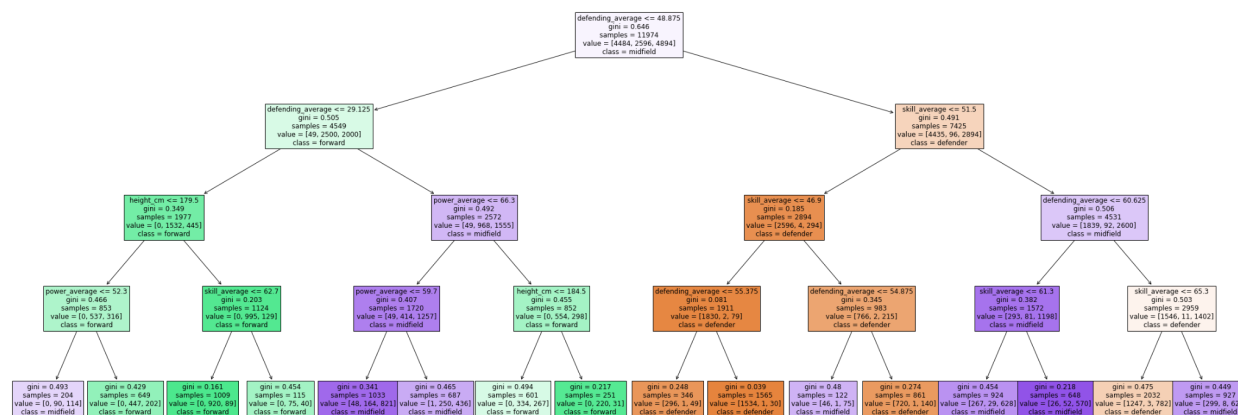 defending_average <= 48.875
gini = 0.646
samples = 11974
value = [4484, 2596, 4894]
class = midfield
defending_average <= 29.125
gini = 0.505
samples = 4549
value = [49, 2500, 2000]
class = forward
skill_average <= 51.5
gini = 0.491
samples = 7425
value = [4435, 96, 2894]
class = defender
height_cm <= 179.5
gini = 0.349
samples = 1977
value = [0, 1532, 445]
class = forward
power_average <= 66.3
gini = 0.492
samples = 2572
value = [49, 968, 1555]
class = midfield
skill_average <= 46.9
gini = 0.185
samples = 2894
value = [2596, 4, 294]
class = defender
defending_average <= 60.625
gini = 0.506
samples = 4531
value = [1839, 92, 2600]
class = midfield
power_average <= 52.3
gini = 0.466
samples = 853
value = [0, 537, 316]
class = forward
skill_average <= 62.7
gini = 0.203
samples = 1124
value = [0, 995, 129]
class = forward
power_average <= 59.7
gini = 0.407
samples = 1720
value = [49, 414, 1257]
class = midfield
height_cm <= 184.5
gini = 0.455
samples = 852
value = [0, 554, 298]
class = forward
defending_average <= 55.375
gini = 0.081
samples = 1911
value = [1830, 2, 79]
class = defender
defending_average <= 54.875
gini = 0.345
samples = 983
value = [766, 2, 215]
class = defender
skill_average <= 61.3
gini = 0.382
samples = 1572
value = [293, 81, 1198]
class = midfield
skill_average <= 65.3
gini = 0.503
samples = 2959
value = [1546, 11, 1402]
class = defender
gini = 0.493
samples = 204
value = [0, 90, 114]
class = midfield
gini = 0.429
samples = 649
value = [0, 447, 202]
class = forward
gini = 0.161
samples = 1009
value = [0, 920, 89]
class = forward
gini = 0.454
samples = 115
value = [0, 75, 40]
class = forward
gini = 0.341
samples = 1033
value = [48, 164, 821]
class = midfield
gini = 0.465
samples = 687
value = [1, 250, 436]
class = midfield
gini = 0.494
samples = 601
value = [0, 334, 267]
class = forward
gini = 0.217
samples = 251
value = [0, 220, 31]
class = forward
gini = 0.248
samples = 346
value = [296, 1, 49]
class = defender
gini = 0.039
samples = 1565
value = [1534, 1, 30]
class = defender
gini = 0.48
samples = 122
value = [46, 1, 75]
class = midfield
gini = 0.274
samples = 861
value = [720, 1, 140]
class = defender
gini = 0.454
samples = 924
value = [267, 29, 628]
class = midfield
gini = 0.218
samples = 648
value = [26, 52, 570]
class = midfield
gini = 0.475
samples = 2032
value = [1247, 3, 782]
class = defender
gini = 0.449
samples = 927
value = [299, 8, 62
class = midfield